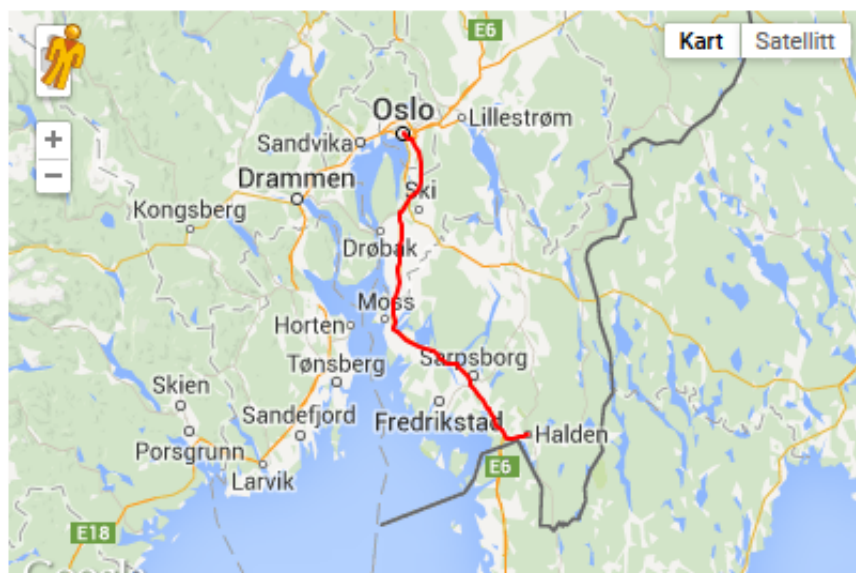 E6
Kart
Satellitt
+
Oslo
Lillestrøm
Sandvika
−
Drammen
Ski
Kongsberg
Drøbak
Moss
Horten
Sarpsborg
Tønsberg
Skien
Fredrikstad
Sandefjord
Halden
Porsgrunn
E6
Larvik
E18